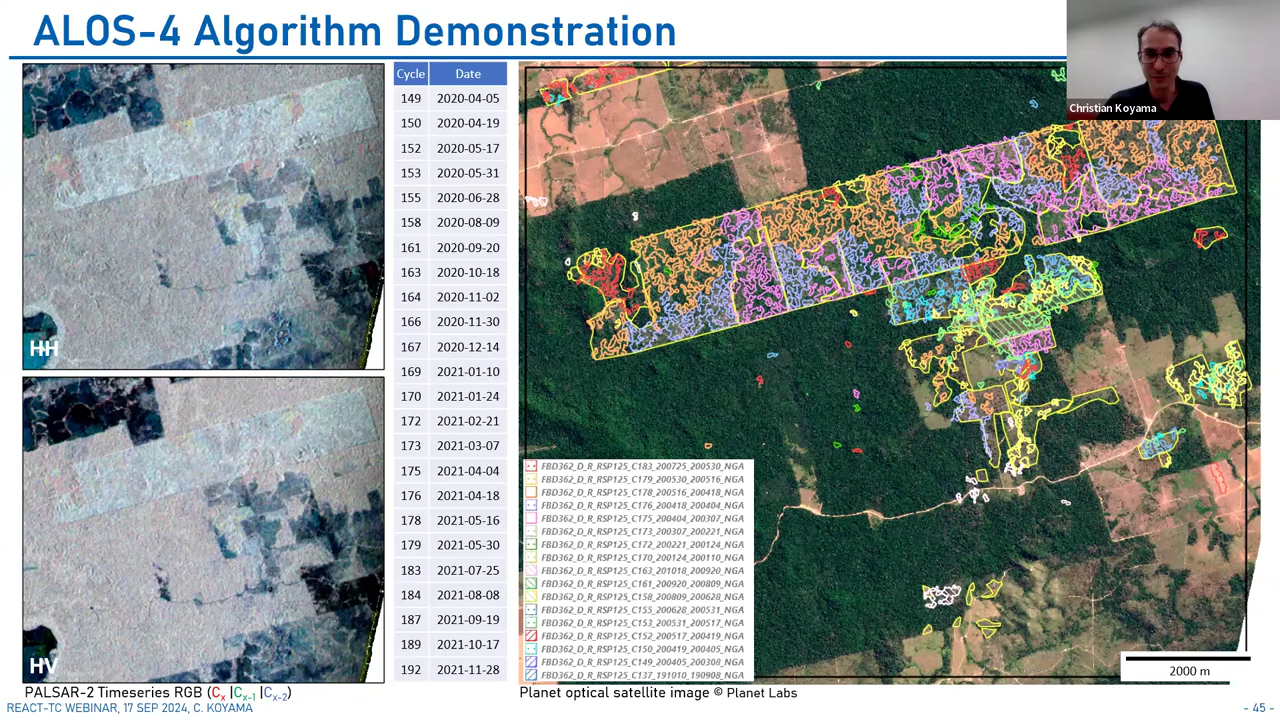 ALOS-4 Algorithm Demonstration
Christian Koyama
HH
HV
Cycle Date
149 2020-04-05
150 2020-04-19
152 2020-05-17
153 2020-05-31
155 2020-06-28
158 2020-08-09
161 2020-09-20
163 2020-10-18
164 2020-11-02
166 2020-11-30
167 2020-12-14
169 2021-01-10
170 2021-01-24
172 2021-02-21
173 2021-03-07
175 2021-04-04
176 2021-04-18
178 2021-05-16
179 2021-05-30
183 2021-07-25
184 2021-08-08
187 2021-09-19
189 2021-10-17
192 2021-11-28
FBD362_D_R_RSP125_C183_200725_200530_NGA
FBD362_D_R_RSP125_C179_200530_200516_NGA
FBD362_D_R_RSP125_C178_200516_200418_NGA
FBD362_D_R_RSP125_C176_200418_200404_NGA
FBD362_D_R_RSP125_C175_200404_200307_NGA
FBD362_D_R_RSP125_C173_200307_200221_NGA
FBD362_D_R_RSP125_C172_200221_200124_NGA
FBD362_D_R_RSP125_C170_200124_200110_NGA
FBD362_D_R_RSP125_C163_201018_200920_NGA
FBD362_D_R_RSP125_C161_200920_200809_NGA
FBD362_D_R_RSP125_C158_200809_200628_NGA
FBD362_D_R_RSP125_C155_200628_200531_NGA
FBD362_D_R_RSP125_C153_200531_200517_NGA
FBD362_D_R_RSP125_C152_200517_200419_NGA
FBD362_D_R_RSP125_C150_200419_200405_NGA
FBD362_D_R_RSP125_C149_200405_200308_NGA
FBD362_D_R_RSP125_C137_191010_190908_NGA
2000 m
PALSAR-2 Timeseries RGB (Cx |Cx-1 |Cx-2)
Planet optical satellite image © Planet Labs
REACT-TC WEBINAR, 17 SEP 2024, C. KOYAMA
- 45 -